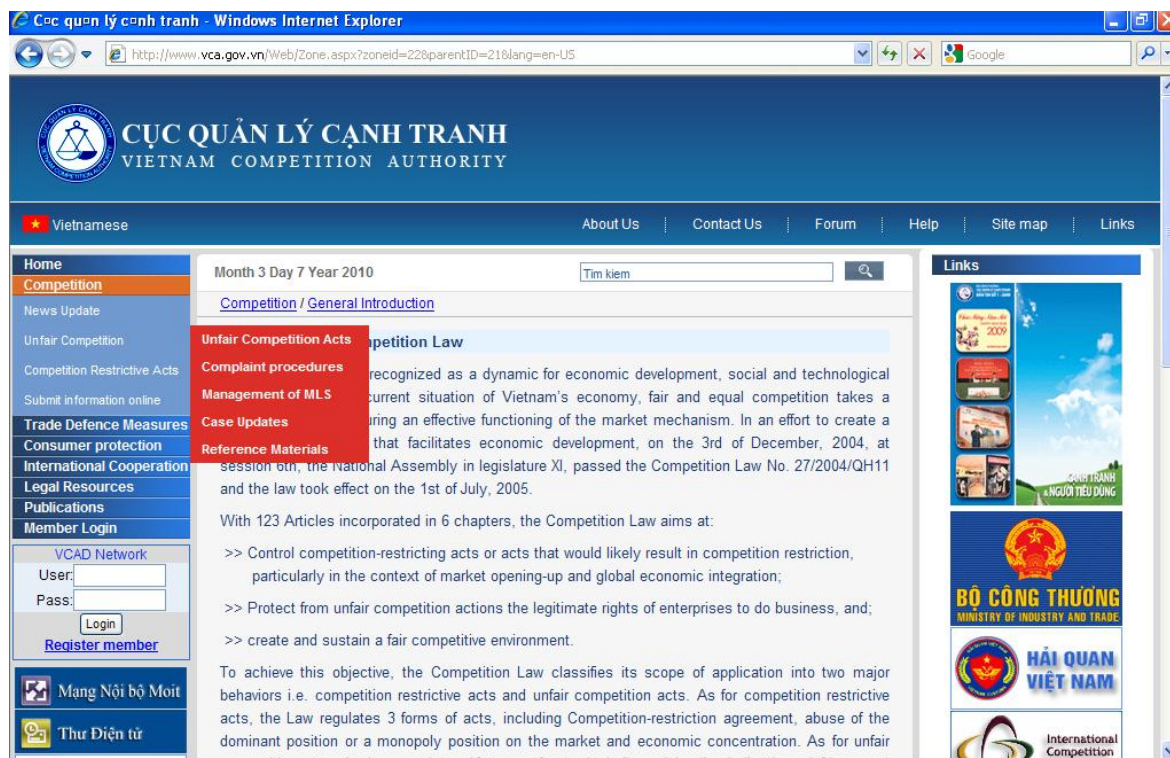 C¤c qu¤n lý c¤nh tranh - Windows Internet Explorer
http://www.vca.gov.vn/Web/Zone.aspx?zoneid=22&parentID=21&lang=en-US
Google
CỤC QUẢN LÝ CẠNH TRANH
VIETNAM COMPETITION AUTHORITY
Vietnamese
About Us
Contact Us
Forum
Help
Site map
Links
Home
Competition
News Update
Unfair Competition
Competition Restrictive Acts
Submit information online
Trade Defence Measures
Consumer protection
International Cooperation
Legal Resources
Publications
Member Login
VCAD Network
User:
Pass:
Login
Register member
Mạng Nội bộ Moit
Thư Điện tử
Month 3 Day 7 Year 2010
Tim kiem
Competition / General Introduction
Unfair Competition Acts
Complaint procedures
Management of MLS
Case Updates
Reference Materials
petition Law
recognized as a dynamic for economic development, social and technological
current situation of Vietnam's economy, fair and equal competition takes a
uring an effective functioning of the market mechanism. In an effort to create a
that facilitates economic development, on the 3rd of December, 2004, at
session 6th, the National Assembly in legislature XI, passed the Competition Law No. 27/2004/QH11
and the law took effect on the 1st of July, 2005.
With 123 Articles incorporated in 6 chapters, the Competition Law aims at:
>> Control competition-restricting acts or acts that would likely result in competition restriction,
particularly in the context of market opening-up and global economic integration;
>> Protect from unfair competition actions the legitimate rights of enterprises to do business, and;
>> create and sustain a fair competitive environment.
To achieve this objective, the Competition Law classifies its scope of application into two major
behaviors i.e. competition restrictive acts and unfair competition acts. As for competition restrictive
acts, the Law regulates 3 forms of acts, including Competition-restriction agreement, abuse of the
dominant position or a monopoly position on the market and economic concentration. As for unfair
Links
2009
CẠNH TRANH
& NGƯỜI TIÊU DÙNG
BỘ CÔNG THƯƠNG
MINISTRY OF INDUSTRY AND TRADE
HẢI QUAN
VIỆT NAM
International
Competition